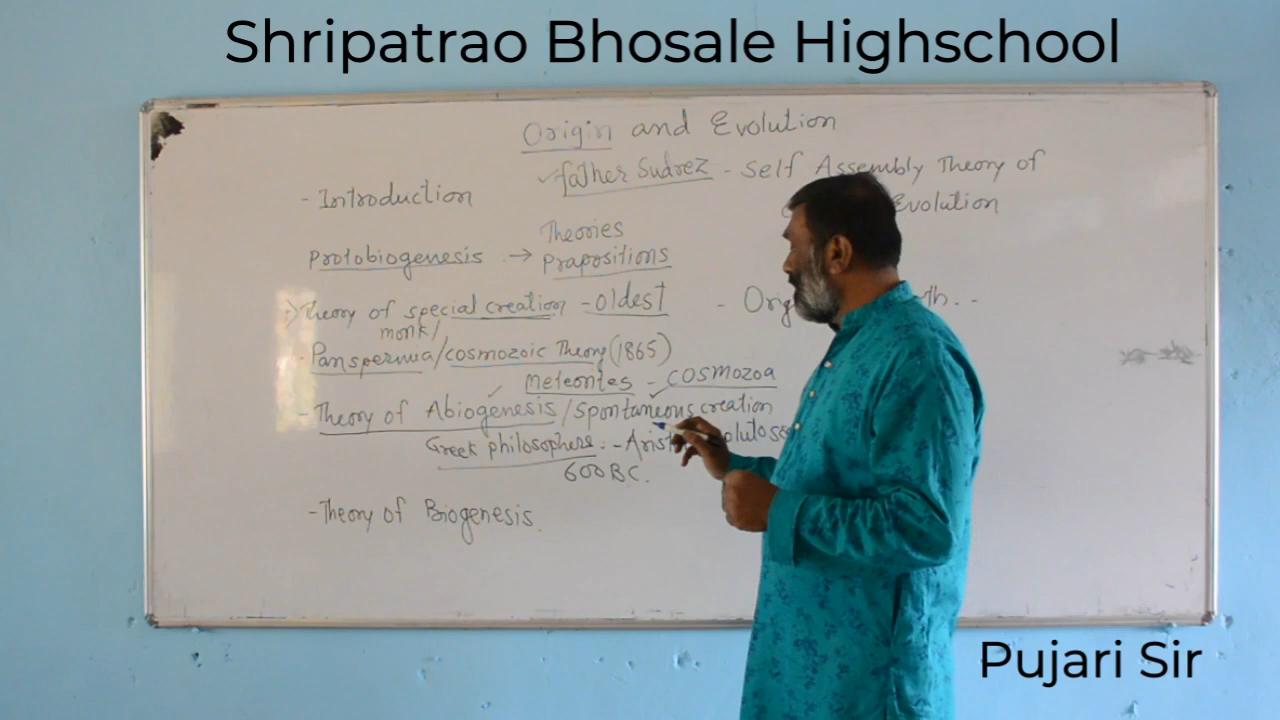 Shripatrao Bhosale Highschool
Origin and Evolution
father Suarez - Self Assembly Theory of
Evolution
- Introduction
Protobiogenesis → Theories
Prapositions
Theory of special creation - Oldest - Orig
monk/
Panspermia/cosmozoic Theory (1865)
Meteorites - cosmozoa
- Theory of Abiogenesis / Spontaneous creation
Greek philosophers - Arist
600 BC.
- Theory of Biogenesis.
Pujari Sir